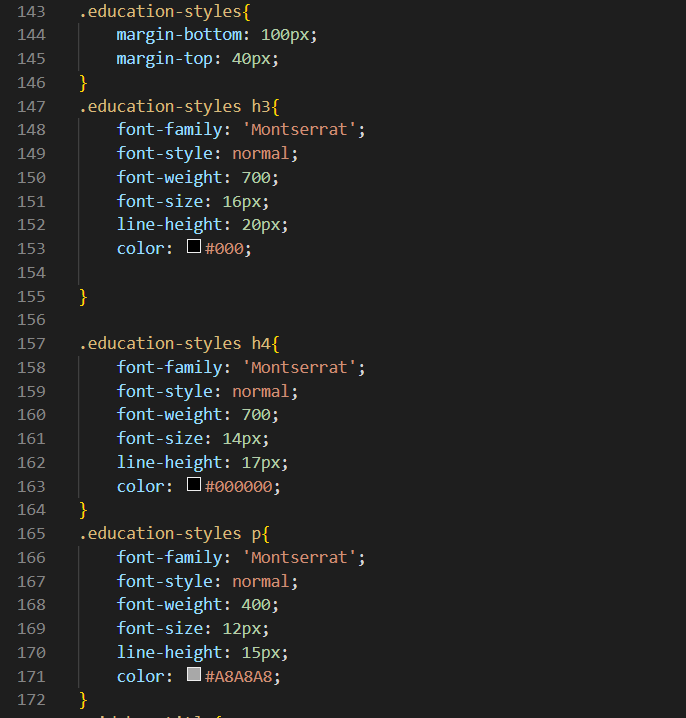 143 .education-styles{
144 margin-bottom: 100px;
145 margin-top: 40px;
146 }
147 .education-styles h3{
148 font-family: 'Montserrat';
149 font-style: normal;
150 font-weight: 700;
151 font-size: 16px;
152 line-height: 20px;
153 color: #000;
154
155 }
156
157 .education-styles h4{
158 font-family: 'Montserrat';
159 font-style: normal;
160 font-weight: 700;
161 font-size: 14px;
162 line-height: 17px;
163 color: #000000;
164 }
165 .education-styles p{
166 font-family: 'Montserrat';
167 font-style: normal;
168 font-weight: 400;
169 font-size: 12px;
170 line-height: 15px;
171 color: #A8A8A8;
172 }